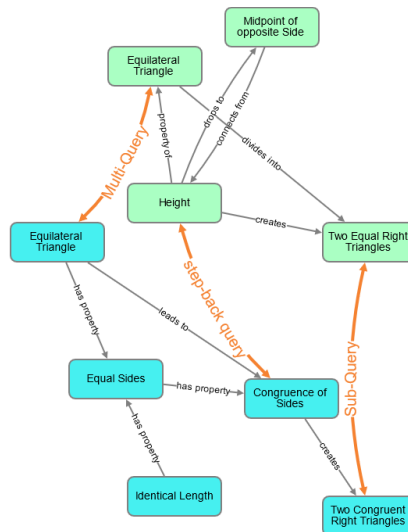 Midpoint of
opposite Side
Equilateral
Triangle
property of
drops to
connects from
divides into
Multi-Query
Height
creates
Equilateral
Triangle
Two Equal Right
Triangles
has property
leads to
step-back query
Sub-Query
Equal Sides
has property
Congruence of
Sides
has property
creates
Identical Length
Two Congruent
Right Triangles